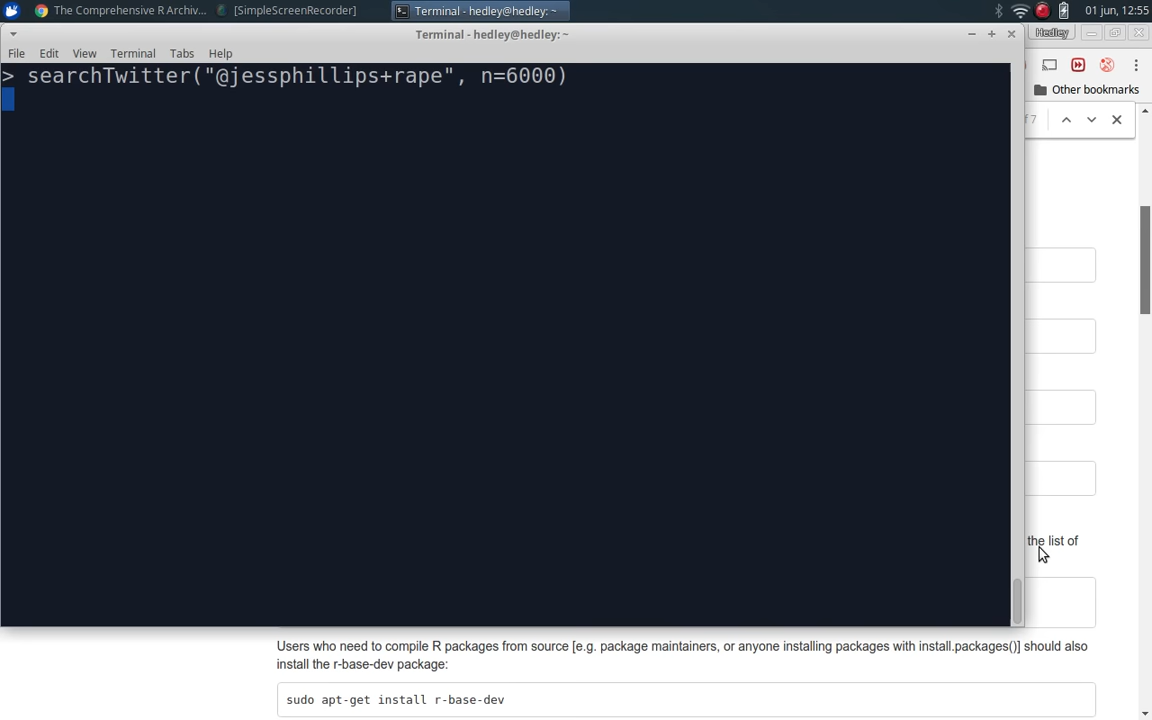 The Comprehensive R Archiv...
[SimpleScreenRecorder]
Terminal - hedley@hedley: ~
01 jun, 12:55
Terminal - hedley@hedley: ~
Hedley
File Edit View Terminal Tabs Help
> searchTwitter("@jessphillips+rape", n=6000)
Other bookmarks
f 7
the list of
Users who need to compile R packages from source [e.g. package maintainers, or anyone installing packages with install.packages()] should also
install the r-base-dev package:
sudo apt-get install r-base-dev